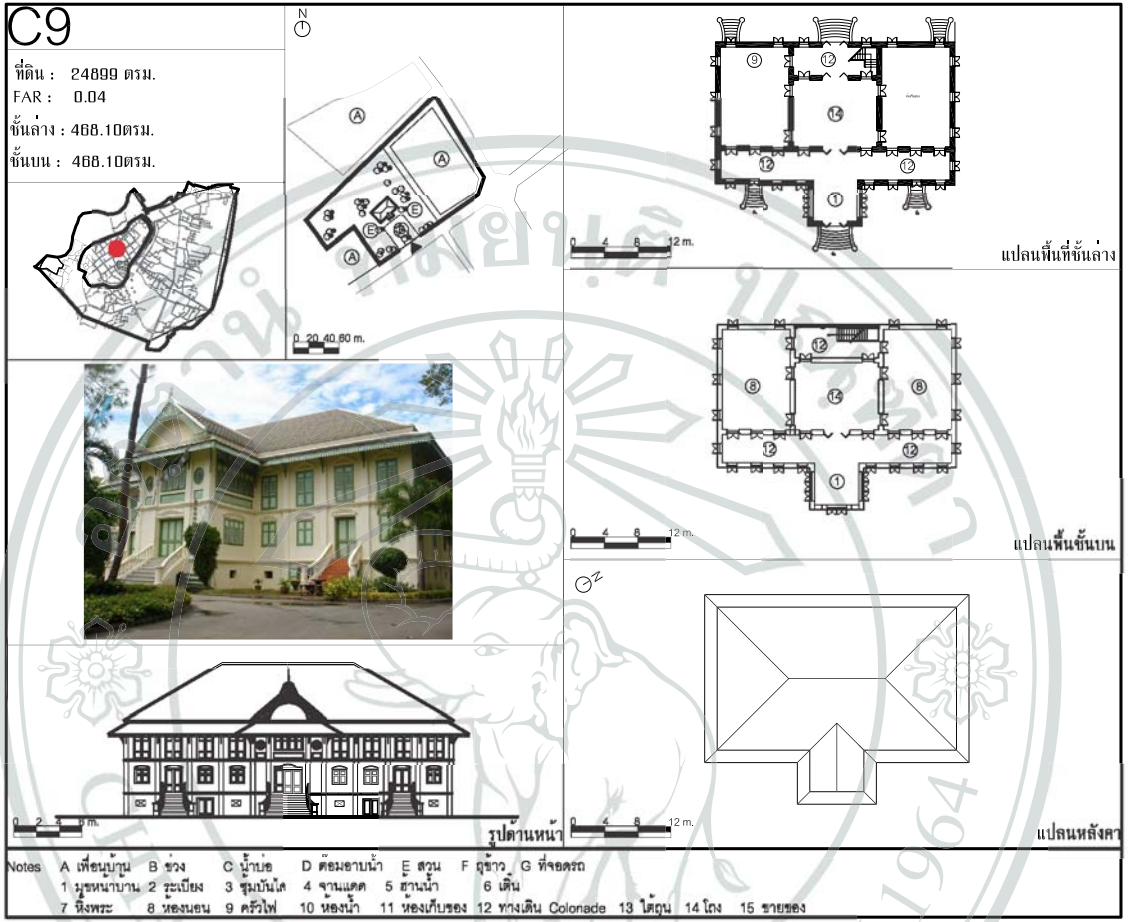 C9
ที่ดิน : 24899 ตรม.
FAR : 0.04
ชั้นล่าง : 468.10ตรม.
ชั้นบน : 468.10ตรม.
N
A
A
E
E
A
0 20 40 60 m.
9
12
14
12
12
1
0 4 8 12 m.
แปลนพื้นที่ชั้นล่าง
12
8
14
8
12
12
1
0 4 8 12 m.
แปลนพื้นชั้นบน
N
0 2 4 6 m.
รูปด้านหน้า
0 4 8 12 m.
แปลนหลังคา
1964
Notes A เพื่อนบ้าน B ข่วง C น้ำบ่อ D ต๊อมอาบน้ำ E สวน F ถุข้าว G ที่จอดรถ
1 มุขหน้าบ้าน 2 ระเบียง 3 ซุ้มบันได 4 จานแดด 5 ฮ้านน้ำ 6 เติ๋น
7 หิ้งพระ 8 ห้องนอน 9 ครัวไฟ 10 ห้องน้ำ 11 ห้องเก็บของ 12 ทางเดิน Colonade 13 ใต้ถุน 14 โถง 15 ขายของ